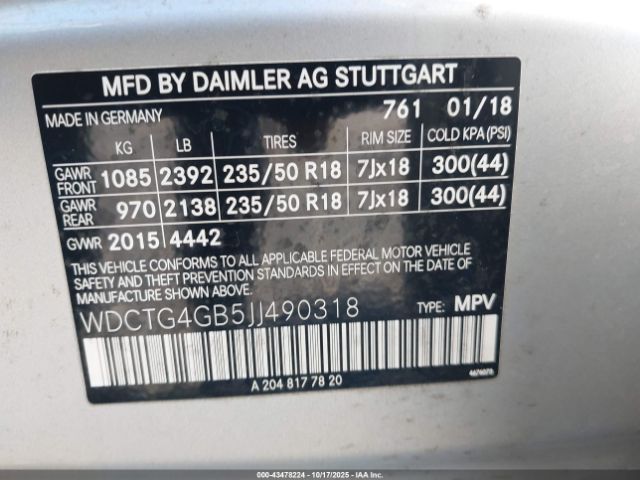 MFD BY DAIMLER AG STUTTGART
MADE IN GERMANY 761 01/18
KG LB TIRES RIM SIZE COLD KPA (PSI)
GAWR FRONT 1085 2392 235/50 R18 7Jx18 300(44)
GAWR REAR 970 2138 235/50 R18 7Jx18 300(44)
GVWR 2015 4442
THIS VEHICLE CONFORMS TO ALL APPLICABLE FEDERAL MOTOR VEHICLE
SAFETY AND THEFT PREVENTION STANDARDS IN EFFECT ON THE DATE
OF MANUFACTURE SHOWN ABOVE.
WDCTG4GB5JJ490318 TYPE: MPV
A 204 817 78 20
000-43478224 - 10/17/2025 - IAAI.com